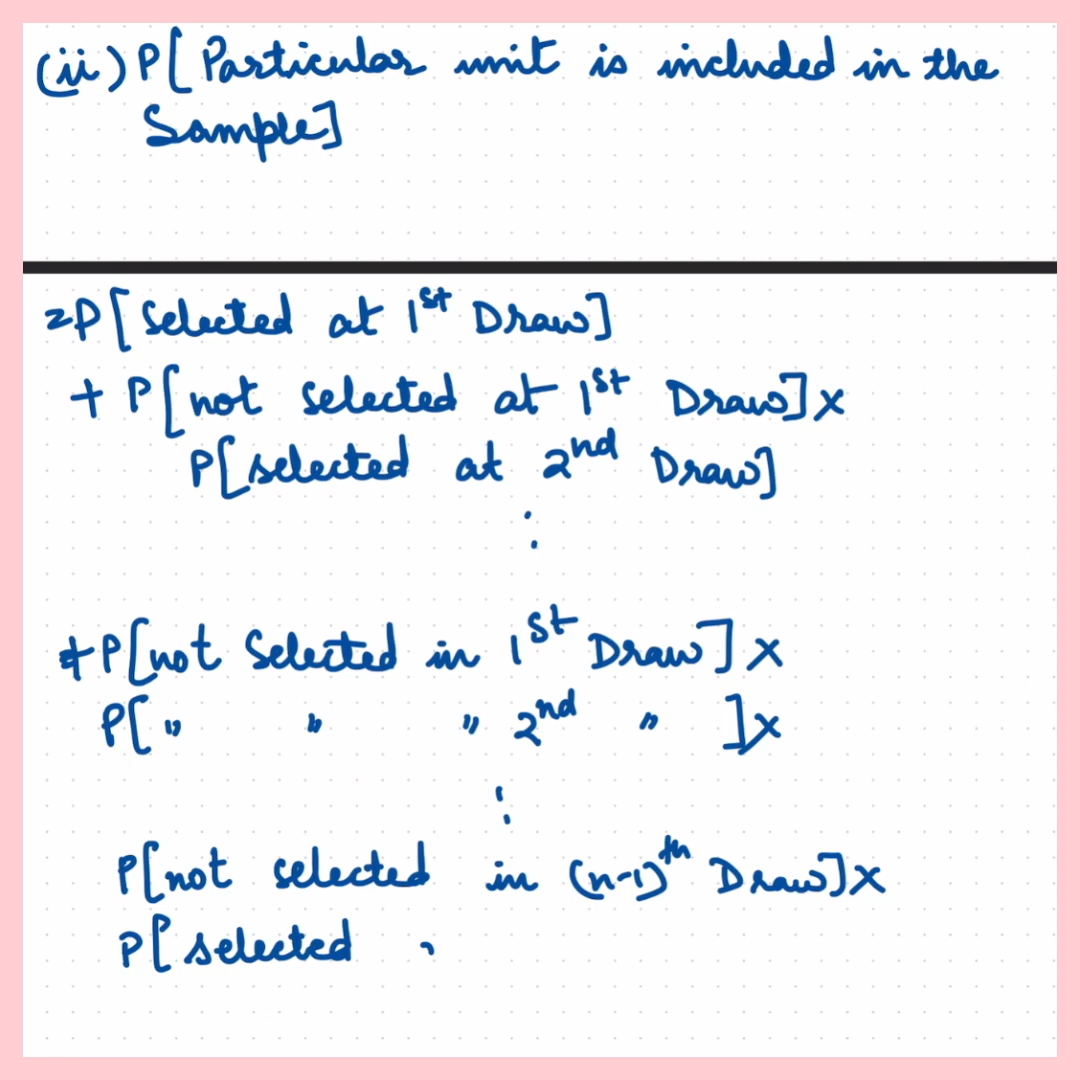 (ii) P[Particular unit is included in the
Sample]
=P[Selected at 1st Draw]
+ P[not selected at 1st Draw]x
P[selected at 2nd Draw]
:
+P[not Selected in 1st Draw]x
P[ " " " 2nd " ]x
:
P[not selected in (n-1)th Draw]x
P[selected